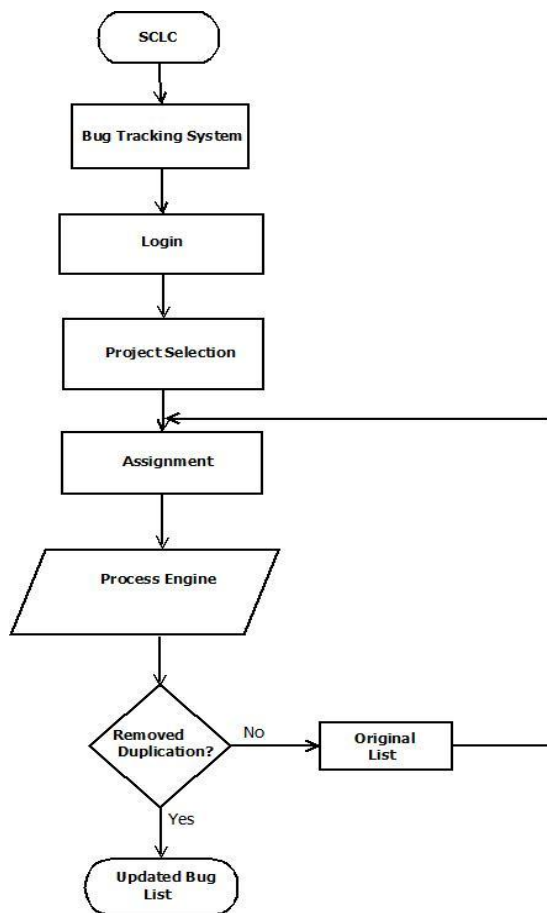 SCLC
Bug Tracking System
Login
Project Selection
Assignment
Process Engine
Removed
Duplication?
No
Original
List
Yes
Updated Bug
List